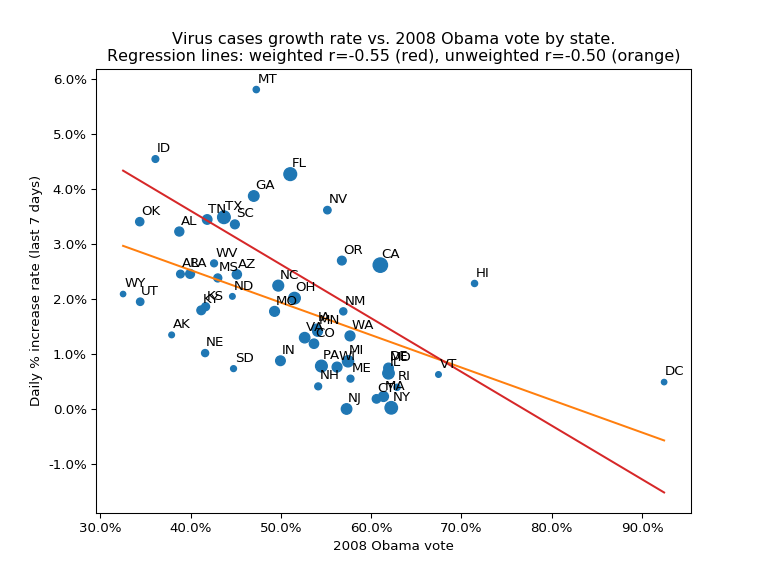 Virus cases growth rate vs. 2008 Obama vote by state.
Regression lines: weighted r=-0.55 (red), unweighted r=-0.50 (orange)
6.0%
5.0%
4.0%
3.0%
2.0%
1.0%
0.0%
-1.0%
Daily % increase rate (last 7 days)
MT
ID
FL
GA
NV
OK
TN
TX
SC
AL
WV
OR
CA
LA
MS
AZ
HI
WY
UT
ND
NC
OH
KS
KY
MO
NM
IA
MN
AK
VA
CO
WA
NE
IN
PA
WI
MI
DE
MD
IL
SD
NH
ME
RI
VT
DC
NJ
CT
MA
NY
30.0%
40.0%
50.0%
60.0%
70.0%
80.0%
90.0%
2008 Obama vote